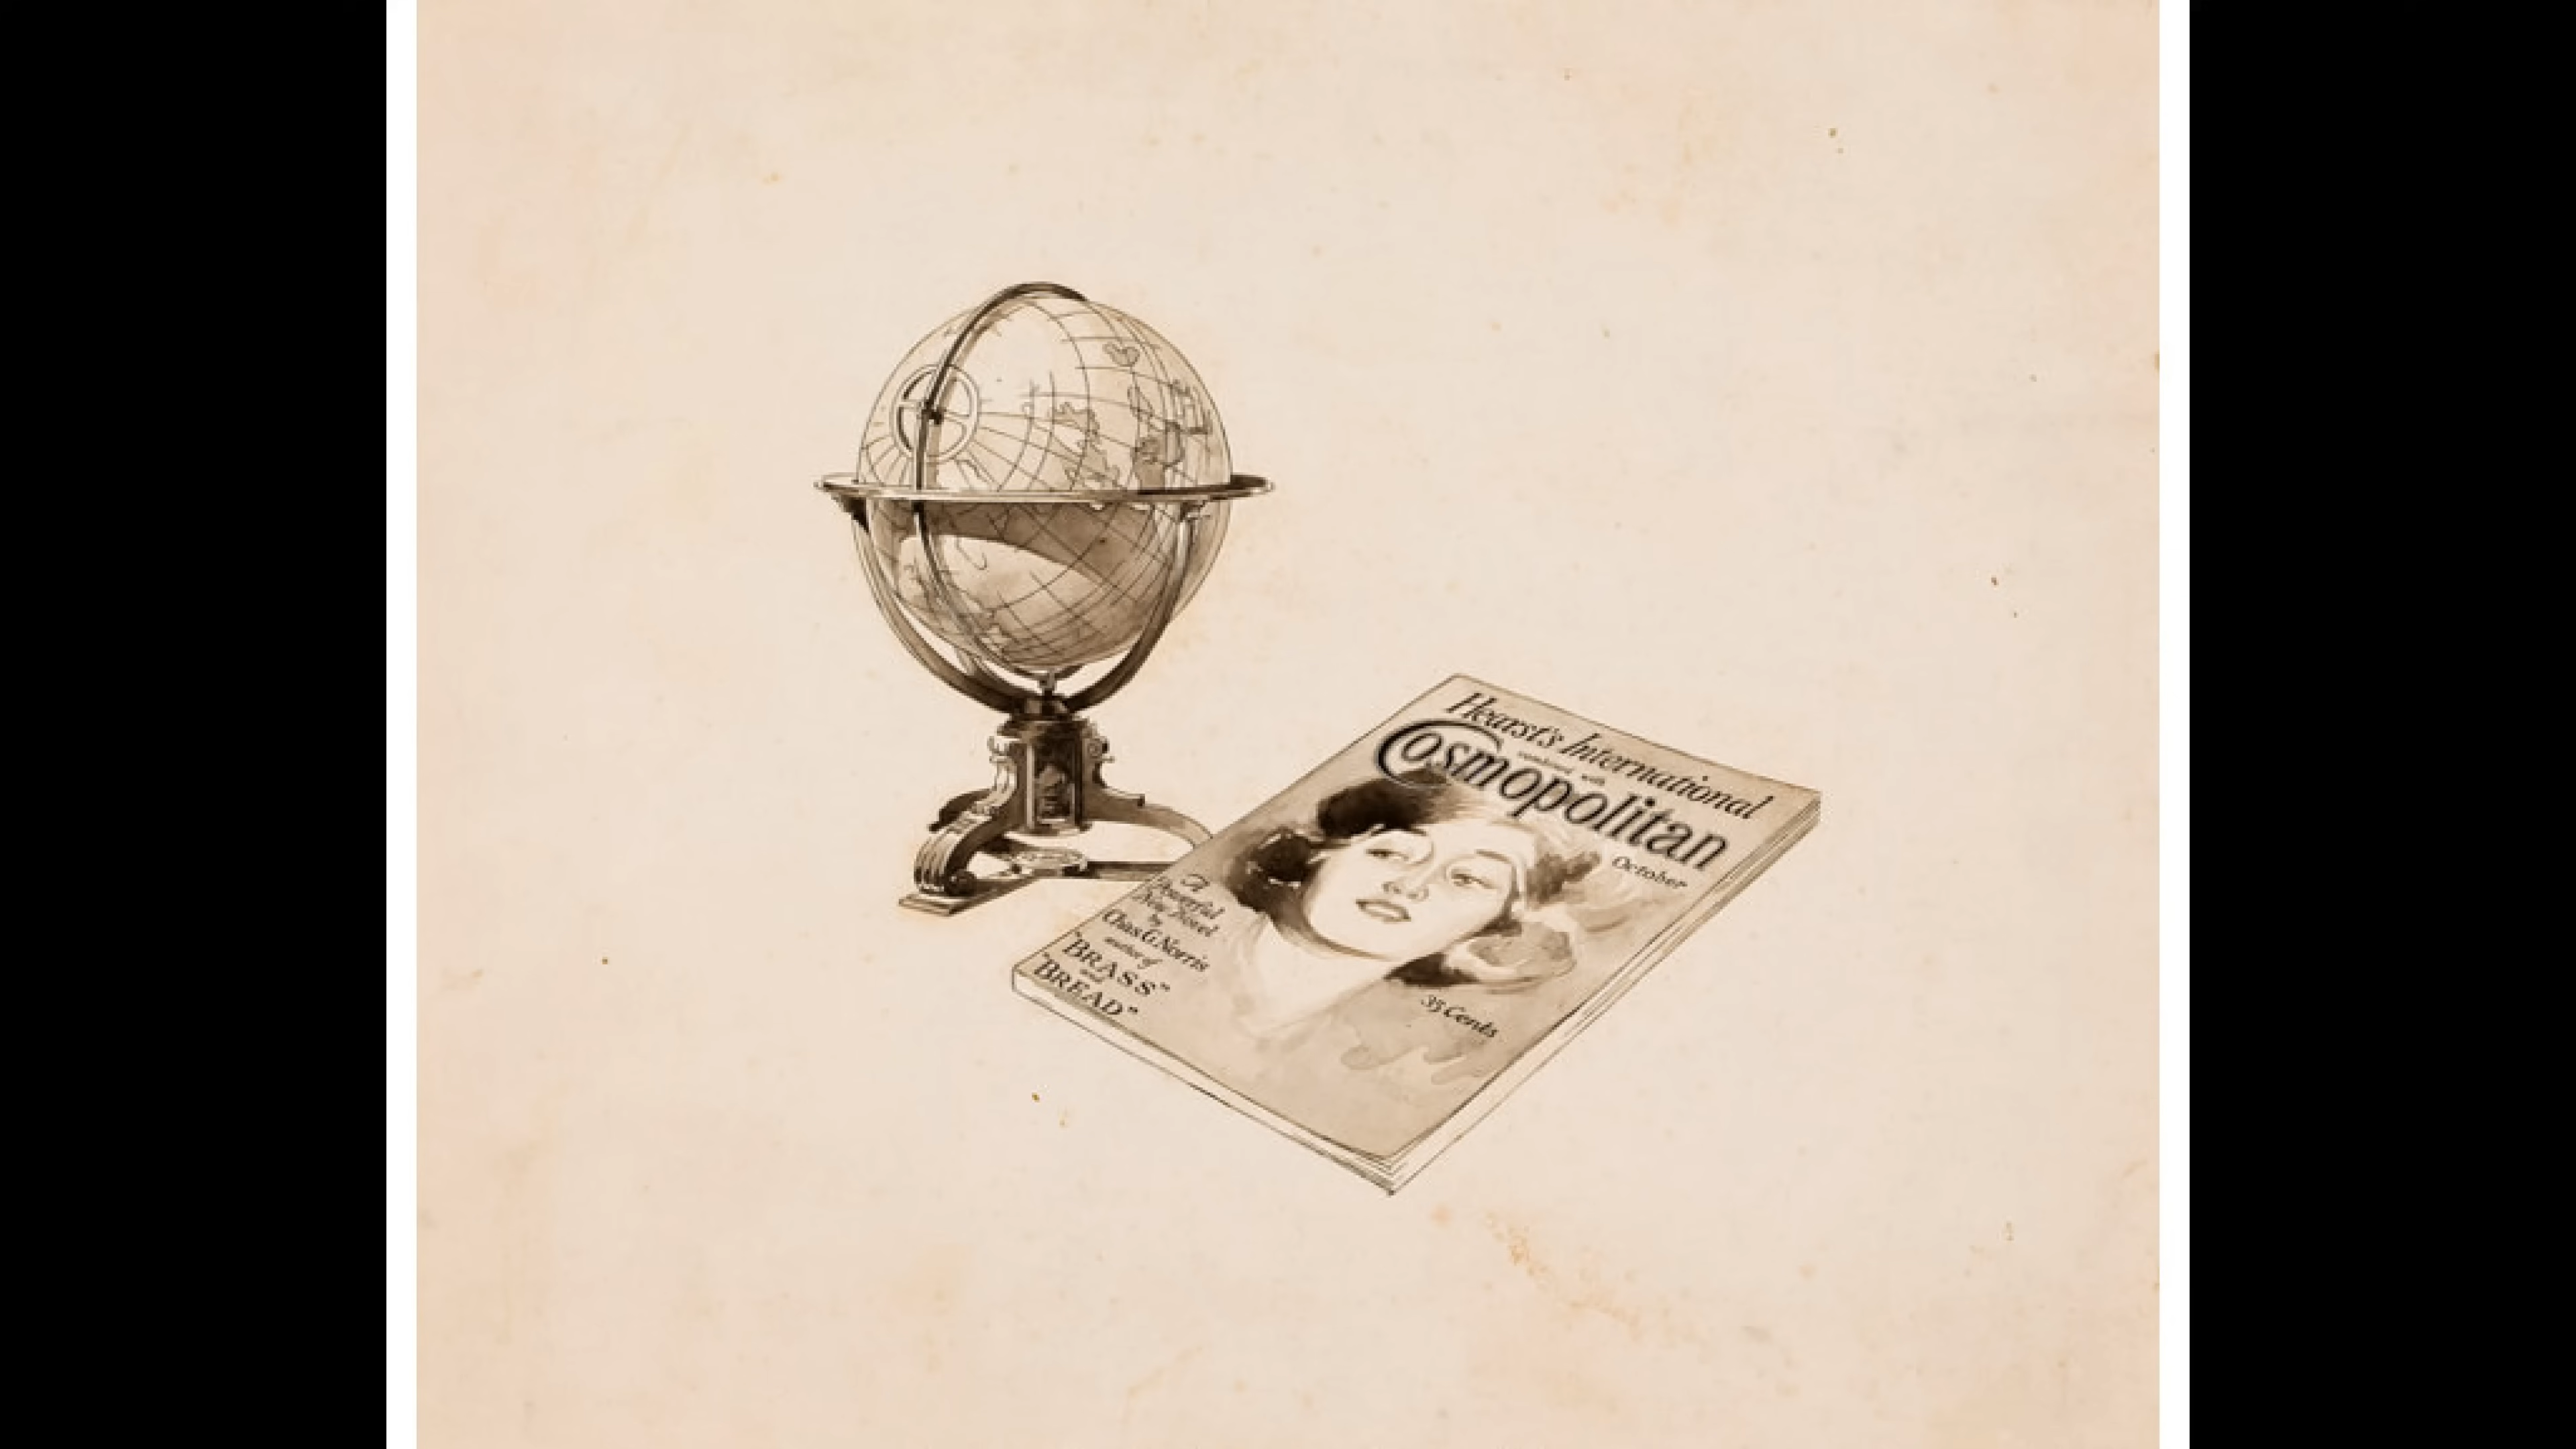 Hearst's International
combined with
Cosmopolitan
October
A
Powerful
New Novel
by
Chas G. Norris
author of
"BRASS"
and
"BREAD"
35 Cents